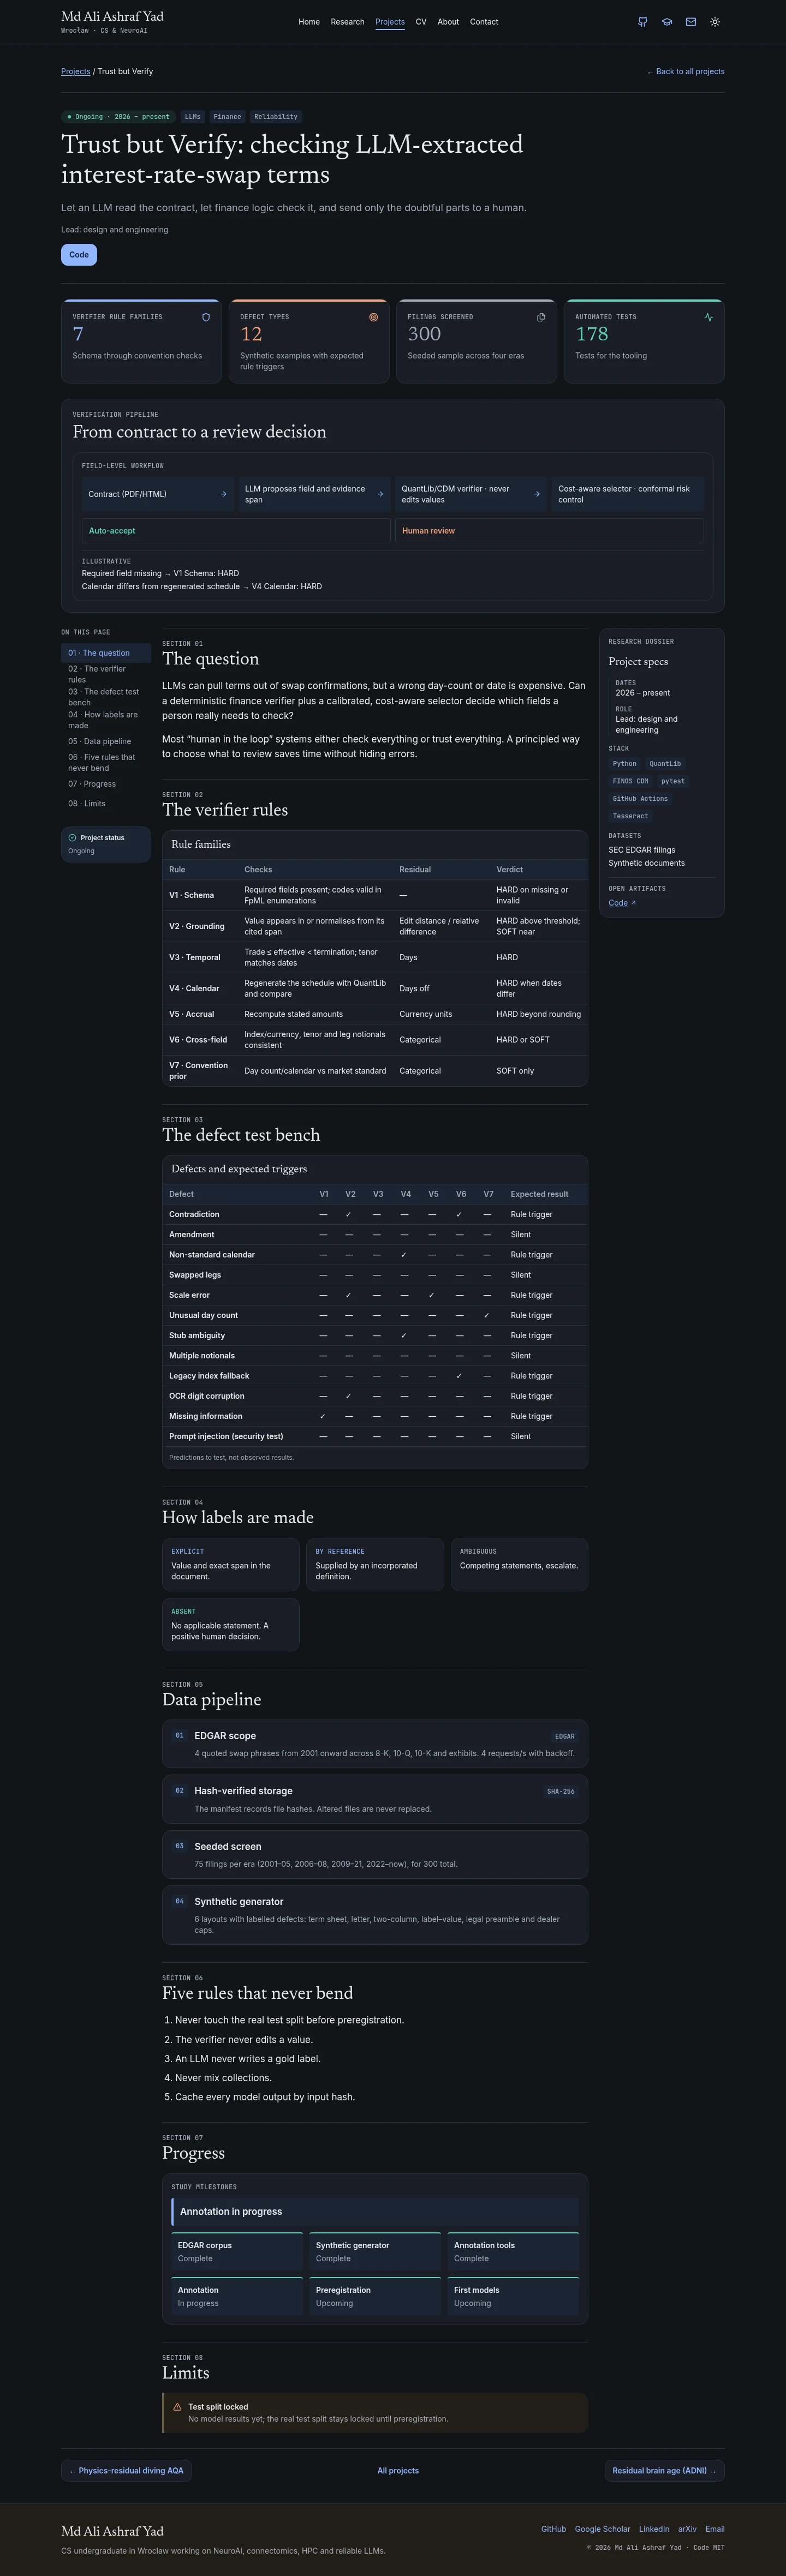 Md Ali Ashraf Yad
Wrocław · CS & NeuroAI
Home Research Projects CV About Contact
Projects / Trust but Verify
← Back to all projects
Ongoing · 2026 – present LLMs Finance Reliability
Trust but Verify: checking LLM-extracted
interest-rate-swap terms
Let an LLM read the contract, let finance logic check it, and send only the doubtful parts to a human.
Lead: design and engineering
Code
VERIFIER RULE FAMILIES
7
Schema through convention checks
DEFECT TYPES
12
Synthetic examples with expected
rule triggers
FILINGS SCREENED
300
Seeded sample across four eras
AUTOMATED TESTS
178
Tests for the tooling
VERIFICATION PIPELINE
From contract to a review decision
FIELD-LEVEL WORKFLOW
Contract (PDF/HTML) →
LLM proposes field and evidence
span →
QuantLib/CDM verifier · never
edits values →
Cost-aware selector · conformal risk
control
Auto-accept
Human review
ILLUSTRATIVE
Required field missing → V1 Schema: HARD
Calendar differs from regenerated schedule → V4 Calendar: HARD
ON THIS PAGE
01 · The question
02 · The verifier
rules
03 · The defect test
bench
04 · How labels are
made
05 · Data pipeline
06 · Five rules that
never bend
07 · Progress
08 · Limits
Project status
Ongoing
SECTION 01
The question
LLMs can pull terms out of swap confirmations, but a wrong day-count or date is expensive. Can
a deterministic finance verifier plus a calibrated, cost-aware selector decide which fields a
person really needs to check?
Most “human in the loop” systems either check everything or trust everything. A principled way
to choose what to review saves time without hiding errors.
SECTION 02
The verifier rules
Rule families
Rule Checks Residual Verdict
V1 · Schema Required fields present; codes valid in
FpML enumerations — HARD on missing or
invalid
V2 · Grounding Value appears in or normalises from its
cited span Edit distance / relative
difference HARD above threshold;
SOFT near
V3 · Temporal Trade ≤ effective < termination; tenor
matches dates Days HARD
V4 · Calendar Regenerate the schedule with QuantLib
and compare Days off HARD when dates
differ
V5 · Accrual Recompute stated amounts Currency units HARD beyond rounding
V6 · Cross-field Index/currency, tenor and leg notionals
consistent Categorical HARD or SOFT
V7 · Convention
prior Day count/calendar vs market standard Categorical SOFT only
SECTION 03
The defect test bench
Defects and expected triggers
Defect V1 V2 V3 V4 V5 V6 V7 Expected result
Contradiction — ✓ — — — ✓ — Rule trigger
Amendment — — — — — — — Silent
Non-standard calendar — — — ✓ — — — Rule trigger
Swapped legs — — — — — — — Silent
Scale error — ✓ — — ✓ — — Rule trigger
Unusual day count — — — — — — ✓ Rule trigger
Stub ambiguity — — — ✓ — — — Rule trigger
Multiple notionals — — — — — — — Silent
Legacy index fallback — — — — — ✓ — Rule trigger
OCR digit corruption — ✓ — — — — — Rule trigger
Missing information ✓ — — — — — — Rule trigger
Prompt injection (security test) — — — — — — — Silent
Predictions to test, not observed results.
SECTION 04
How labels are made
EXPLICIT
Value and exact span in the
document.
BY REFERENCE
Supplied by an incorporated
definition.
AMBIGUOUS
Competing statements, escalate.
ABSENT
No applicable statement. A
positive human decision.
SECTION 05
Data pipeline
01 EDGAR scope EDGAR
4 quoted swap phrases from 2001 onward across 8-K, 10-Q, 10-K and exhibits. 4 requests/s with backoff.
02 Hash-verified storage SHA-256
The manifest records file hashes. Altered files are never replaced.
03 Seeded screen
75 filings per era (2001–05, 2006–08, 2009–21, 2022–now), for 300 total.
04 Synthetic generator
6 layouts with labelled defects: term sheet, letter, two-column, label–value, legal preamble and dealer
caps.
SECTION 06
Five rules that never bend
1. Never touch the real test split before preregistration.
2. The verifier never edits a value.
3. An LLM never writes a gold label.
4. Never mix collections.
5. Cache every model output by input hash.
SECTION 07
Progress
STUDY MILESTONES
Annotation in progress
EDGAR corpus
Complete
Synthetic generator
Complete
Annotation tools
Complete
Annotation
In progress
Preregistration
Upcoming
First models
Upcoming
SECTION 08
Limits
Test split locked
No model results yet; the real test split stays locked until preregistration.
RESEARCH DOSSIER
Project specs
DATES
2026 – present
ROLE
Lead: design and
engineering
STACK
Python QuantLib
FINOS CDM pytest
GitHub Actions
Tesseract
DATASETS
SEC EDGAR filings
Synthetic documents
OPEN ARTIFACTS
Code ↗
← Physics-residual diving AQA
All projects
Residual brain age (ADNI) →
Md Ali Ashraf Yad
CS undergraduate in Wrocław working on NeuroAI, connectomics, HPC and reliable LLMs.
GitHub Google Scholar LinkedIn arXiv Email
© 2026 Md Ali Ashraf Yad · Code MIT